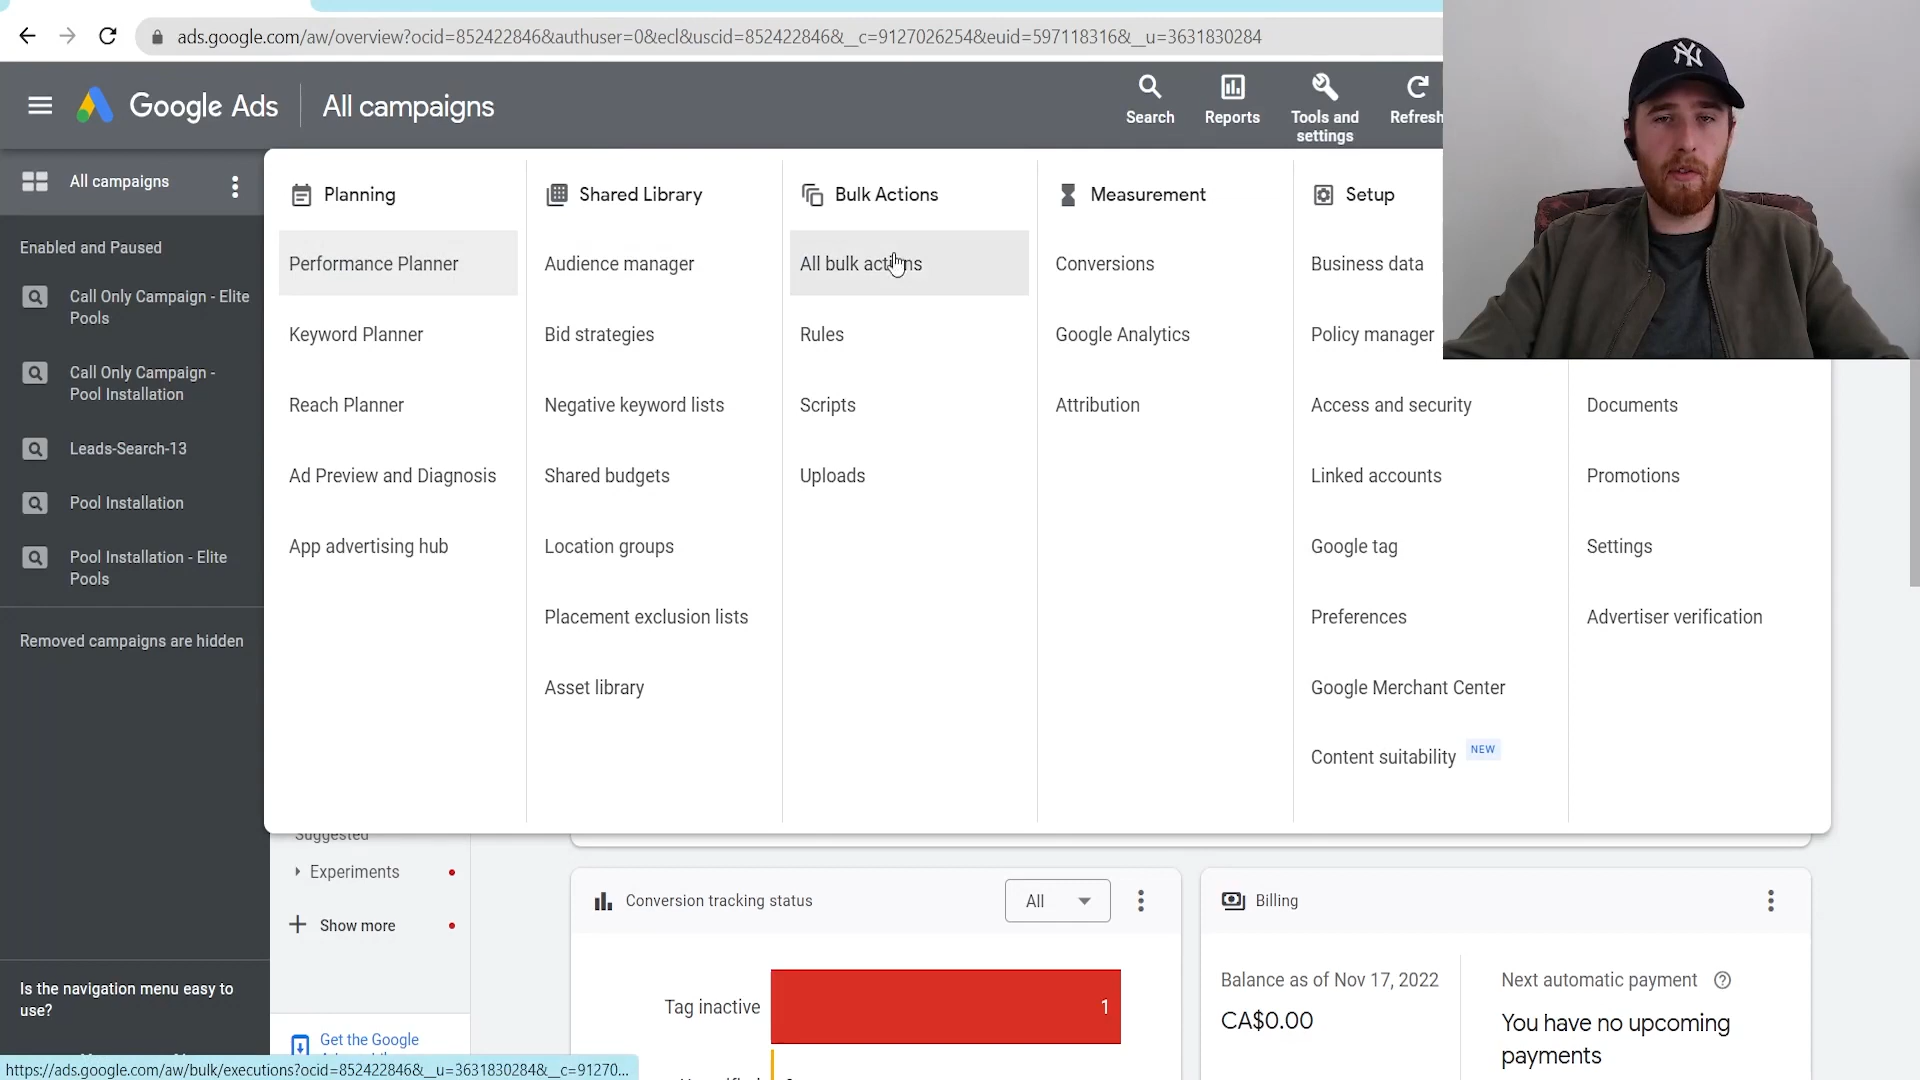 ads.google.com/aw/overview?ocid=852422846&authuser=0&ecl&uscid=852422846&__c=9127026254&euid=597118316&__u=3631830284
Google Ads
All campaigns
Search
Reports
Tools and
settings
Refresh
NY
All campaigns
Enabled and Paused
Call Only Campaign - Elite
Pools
Call Only Campaign -
Pool Installation
Leads-Search-13
Pool Installation
Pool Installation - Elite
Pools
Removed campaigns are hidden
Is the navigation menu easy to
use?
Planning
Performance Planner
Keyword Planner
Reach Planner
Ad Preview and Diagnosis
App advertising hub
Shared Library
Audience manager
Bid strategies
Negative keyword lists
Shared budgets
Location groups
Placement exclusion lists
Asset library
Bulk Actions
All bulk actions
Rules
Scripts
Uploads
Measurement
Conversions
Google Analytics
Attribution
Setup
Business data
Policy manager
Access and security
Linked accounts
Google tag
Preferences
Google Merchant Center
Content suitability NEW
Documents
Promotions
Settings
Advertiser verification
Suggested
Experiments
Show more
Get the Google
Conversion tracking status
All
Tag inactive
1
Billing
Balance as of Nov 17, 2022
CA$0.00
Next automatic payment
You have no upcoming
payments
https://ads.google.com/aw/bulk/executions?ocid=852422846&__u=3631830284&__c=91270...